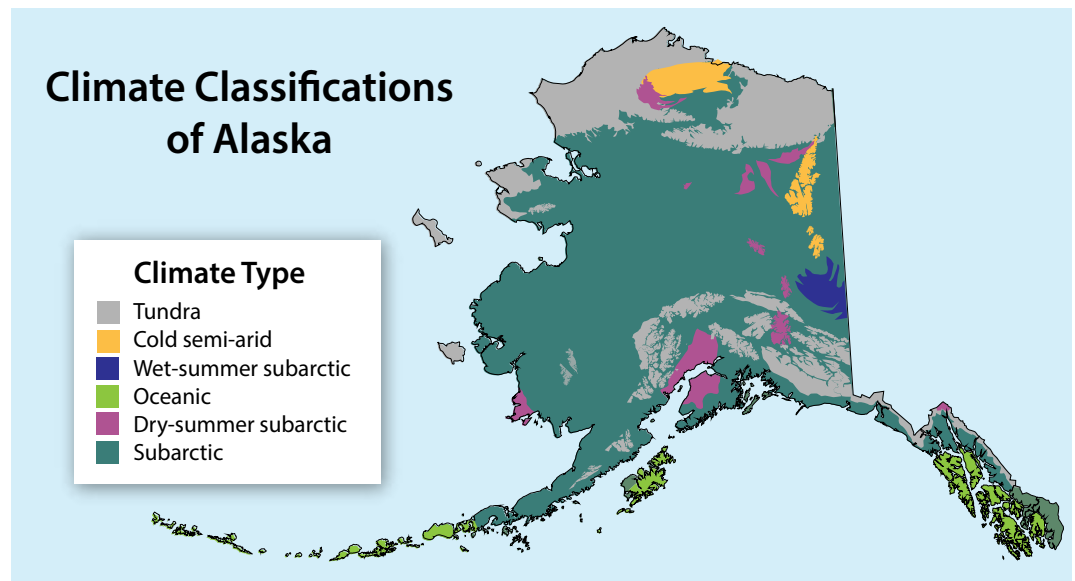 Climate Classifications
of Alaska
Climate Type
Tundra
Cold semi-arid
Wet-summer subarctic
Oceanic
Dry-summer subarctic
Subarctic